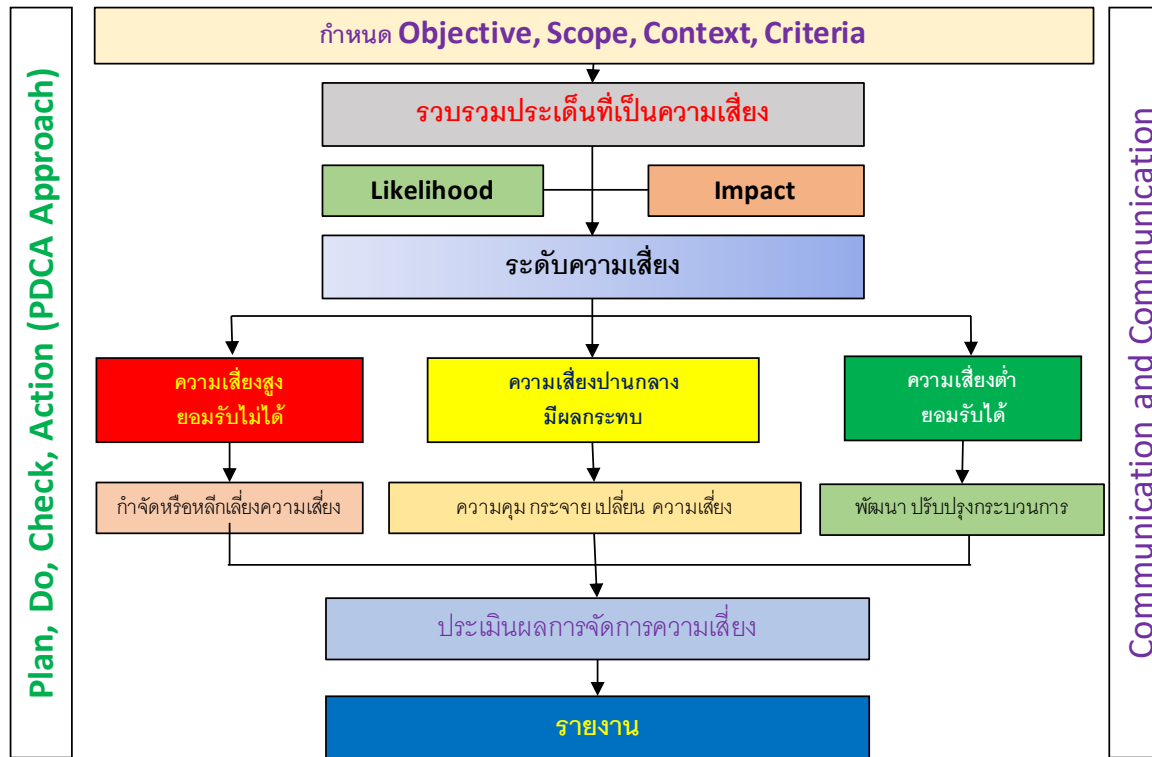 Plan, Do, Check, Action (PDCA Approach)
กำหนด Objective, Scope, Context, Criteria
รวบรวมประเด็นที่เป็นความเสี่ยง
Likelihood
Impact
ระดับความเสี่ยง
ความเสี่ยงสูง
ยอมรับไม่ได้
ความเสี่ยงปานกลาง
มีผลกระทบ
ความเสี่ยงต่ำ
ยอมรับได้
กำจัดหรือหลีกเลี่ยงความเสี่ยง
ความคุม กระจาย เปลี่ยน ความเสี่ยง
พัฒนา ปรับปรุงกระบวนการ
ประเมินผลการจัดการความเสี่ยง
รายงาน
Communication and Communication